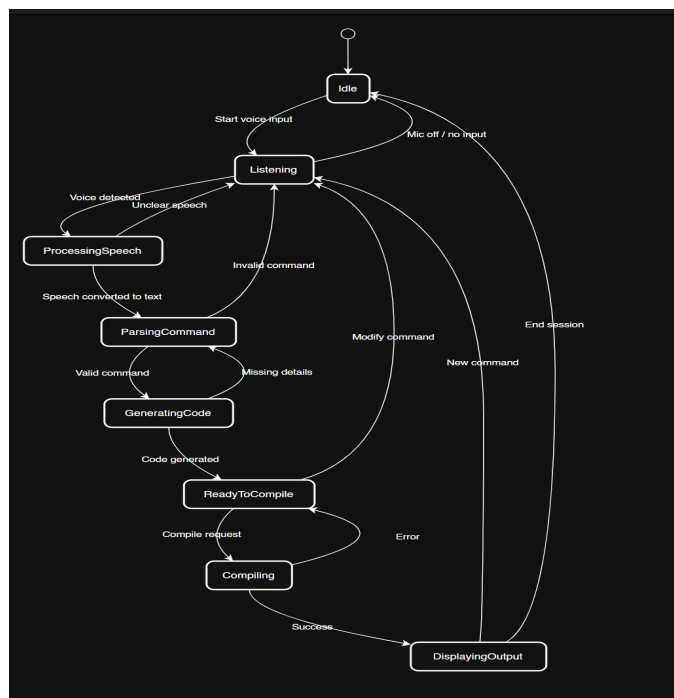 Idle
Start voice input
Mic off / no input
Listening
Voice detected
Unclear speech
ProcessingSpeech
Invalid command
Speech converted to text
End session
ParsingCommand
Modify command
New command
Valid command
Missing details
GeneratingCode
Code generated
ReadyToCompile
Compile request
Error
Compiling
Success
DisplayingOutput